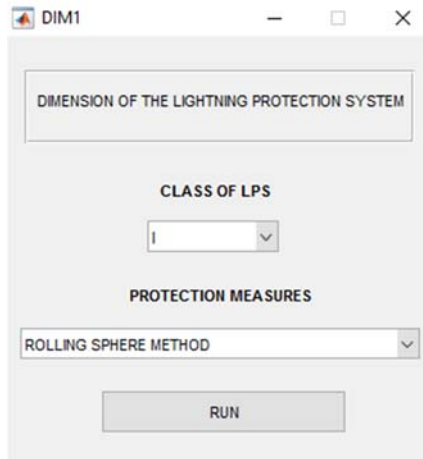 DIM1
DIMENSION OF THE LIGHTNING PROTECTION SYSTEM
CLASS OF LPS
I
PROTECTION MEASURES
ROLLING SPHERE METHOD
RUN